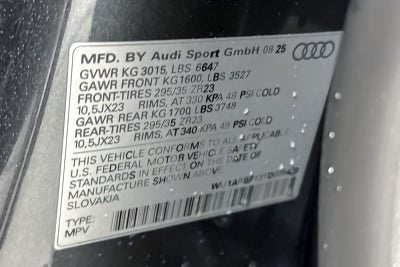 MFD. BY Audi Sport GmbH 08 25
GVWR KG 3015, LBS 6647
GAWR FRONT KG 1600, LBS 3527
FRONT-TIRES 295/35 ZR23
10,5JX23 RIMS, AT 330 KPA 48 PSI COLD
GAWR REAR KG 1700, LBS 3748
REAR-TIRES 295/35 ZR23
10,5JX23 RIMS, AT 340 KPA 49 PSI COLD
THIS VEHICLE CONFORMS TO ALL APPLICABLE
U.S. FEDERAL MOTOR VEHICLE SAFETY
STANDARDS IN EFFECT ON THE DATE OF
MANUFACTURE SHOWN ABOVE.
SLOVAKIA
TYPE:
MPV